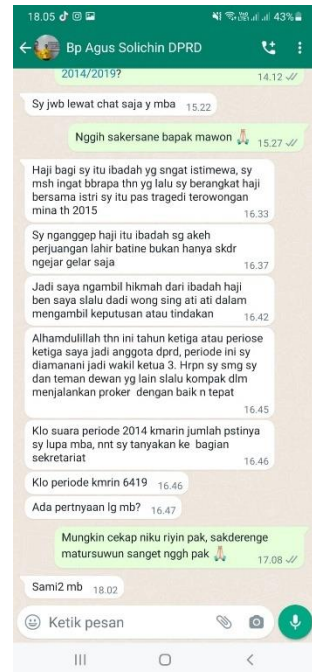 18.05
43%
Bp Agus Solichin DPRD
2014/2019?
14.12
Sy jwb lewat chat saja y mba
15.22
Nggih sakersane bapak mawon
15.27
Haji bagi sy itu ibadah yg sngat istimewa, sy
msh ingat bbrapa thn yg lalu sy berangkat haji
bersama istri sy itu pas tragedi terowongan
mina th 2015
16.33
Sy nganggep haji itu ibadah sg akeh
perjuangan lahir batine bukan hanya skdr
ngejar gelar saja
16.37
Jadi saya ngambil hikmah dari ibadah haji
ben saya slalu dadi wong sing ati ati dalam
mengambil keputusan atau tindakan
16.42
Alhamdulillah thn ini tahun ketiga atau periose
ketiga saya jadi anggota dprd, periode ini sy
diamanani jadi wakil ketua 3. Hrpn sy smg sy
dan teman dewan yg lain slalu kompak dlm
menjalankan proker dengan baik n tepat
16.45
Klo suara periode 2014 kmarin jumlah pstinya
sy lupa mba, nnt sy tanyakan ke bagian
sekretariat
16.46
Klo periode kmrin 6419
16.46
Ada pertnyaan lg mb?
16.47
Mungkin cekap niku riyin pak, sakderenge
matursuwun sanget nggh pak
17.08
Sami2 mb
18.02
Ketik pesan